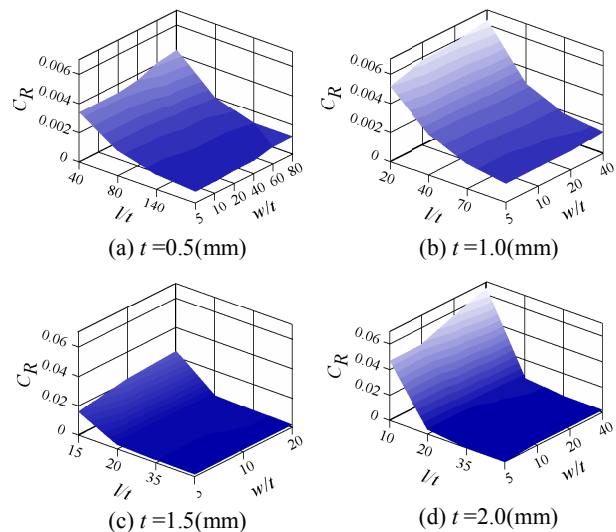 0.006
0.004
0.002
0
C_R
40
80
140
l/t
5
10
20
40
60
80
w/t
(a) t =0.5(mm)
0.006
0.004
0.002
0
C_R
20
40
70
l/t
5
10
20
40
w/t
(b) t =1.0(mm)
0.06
0.04
0.02
0
C_R
15
20
35
l/t
5
10
20
w/t
(c) t =1.5(mm)
0.06
0.04
0.02
0
C_R
10
20
35
l/t
5
10
20
30
40
w/t
(d) t =2.0(mm)